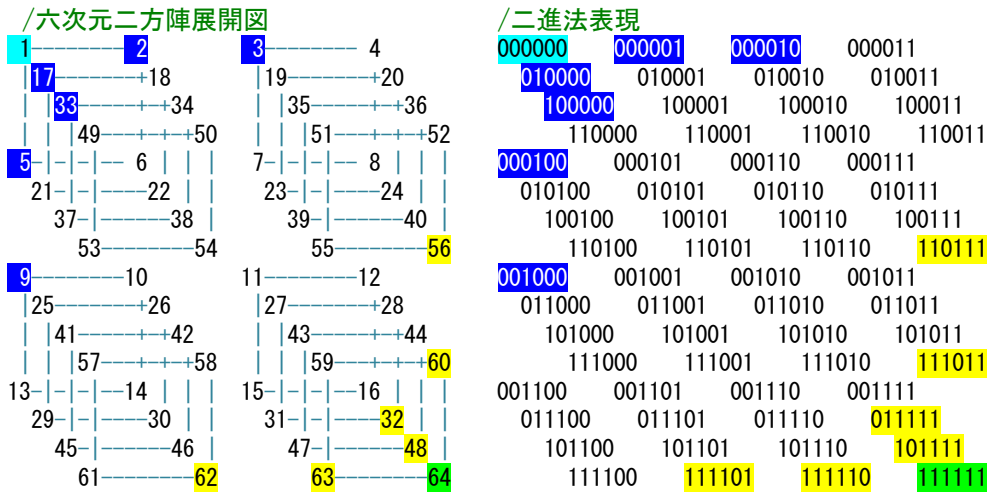 /六次元二方陣展開図 /二進法表現
1--------2 3-------- 4 000000 000001 000010 000011
|17-------+18 |19-------+20 010000 010001 010010 010011
| |33-----+-+34 | |35-----+-+36 100000 100001 100010 100011
| | |49---+-+-+50 | | |51---+-+-+52 110000 110001 110010 110011
5-|-|-|-- 6 | | | 7-|-|-|-- 8 | | | 000100 000101 000110 000111
21-|-|----22 | | 23-|-|----24 | | 010100 010101 010110 010111
37-|------38 | 39-|------40 | 100100 100101 100110 100111
53--------54 55--------56 110100 110101 110110 110111
9--------10 11--------12 001000 001001 001010 001011
|25-------+26 |27-------+28 011000 011001 011010 011011
| |41-----+-+42 | |43-----+-+44 101000 101001 101010 101011
| | |57---+-+-+58 | | |59---+-+-+60 111000 111001 111010 111011
13-|-|-|--14 | | | 15-|-|-|--16 | | | 001100 001101 001110 001111
29-|-|----30 | | 31-|-|----32 | | 011100 011101 011110 011111
45-|------46 | 47-|------48 | 101100 101101 101110 101111
61--------62 63--------64 111100 111101 111110 111111